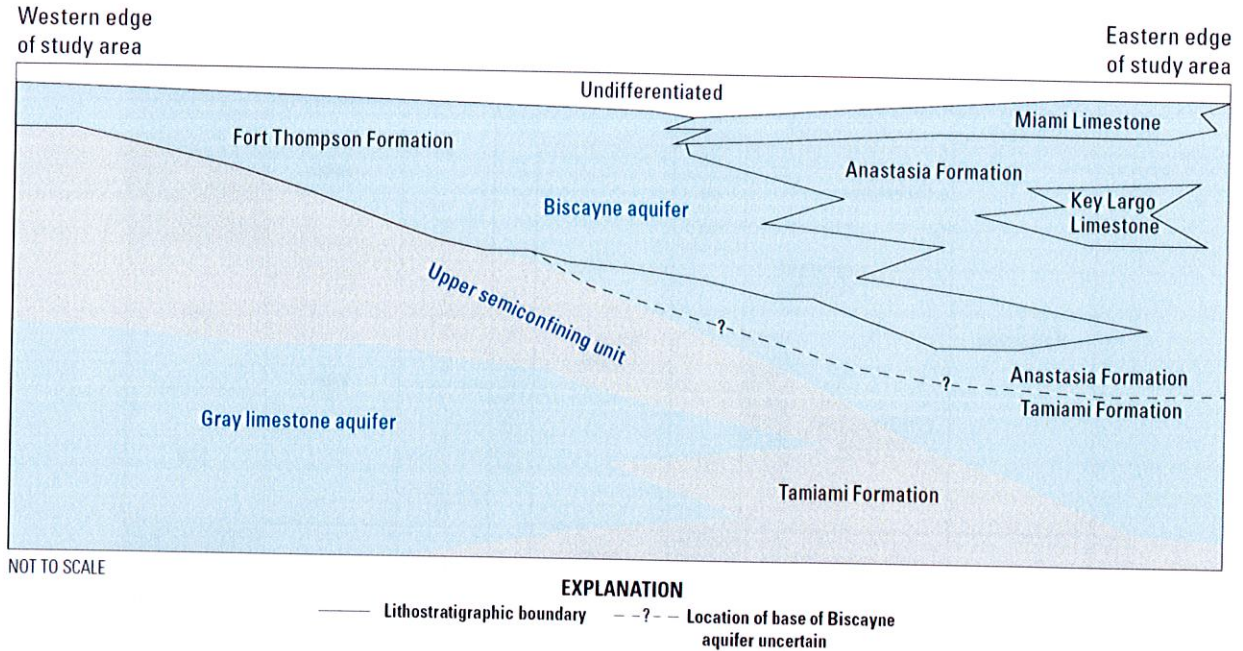 Western edge
of study area
Eastern edge
of study area
Undifferentiated
Miami Limestone
Fort Thompson Formation
Anastasia Formation
Biscayne aquifer
Key Largo
Limestone
Upper semiconfining unit
?
?
Anastasia Formation
Tamiami Formation
Gray limestone aquifer
Tamiami Formation
NOT TO SCALE
EXPLANATION
Lithostratigraphic boundary
--?-- Location of base of Biscayne
aquifer uncertain